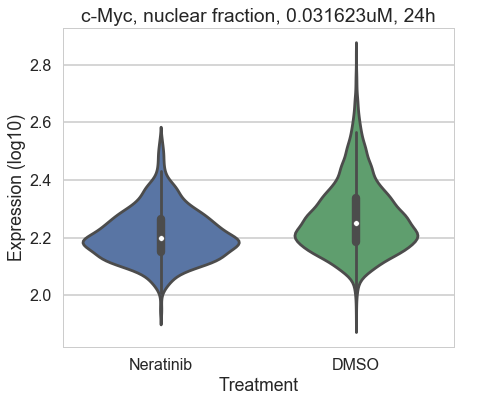 c-Myc, nuclear fraction, 0.031623uM, 24h
2.8
2.6
2.4
2.2
2.0
Expression (log10)
Neratinib
DMSO
Treatment